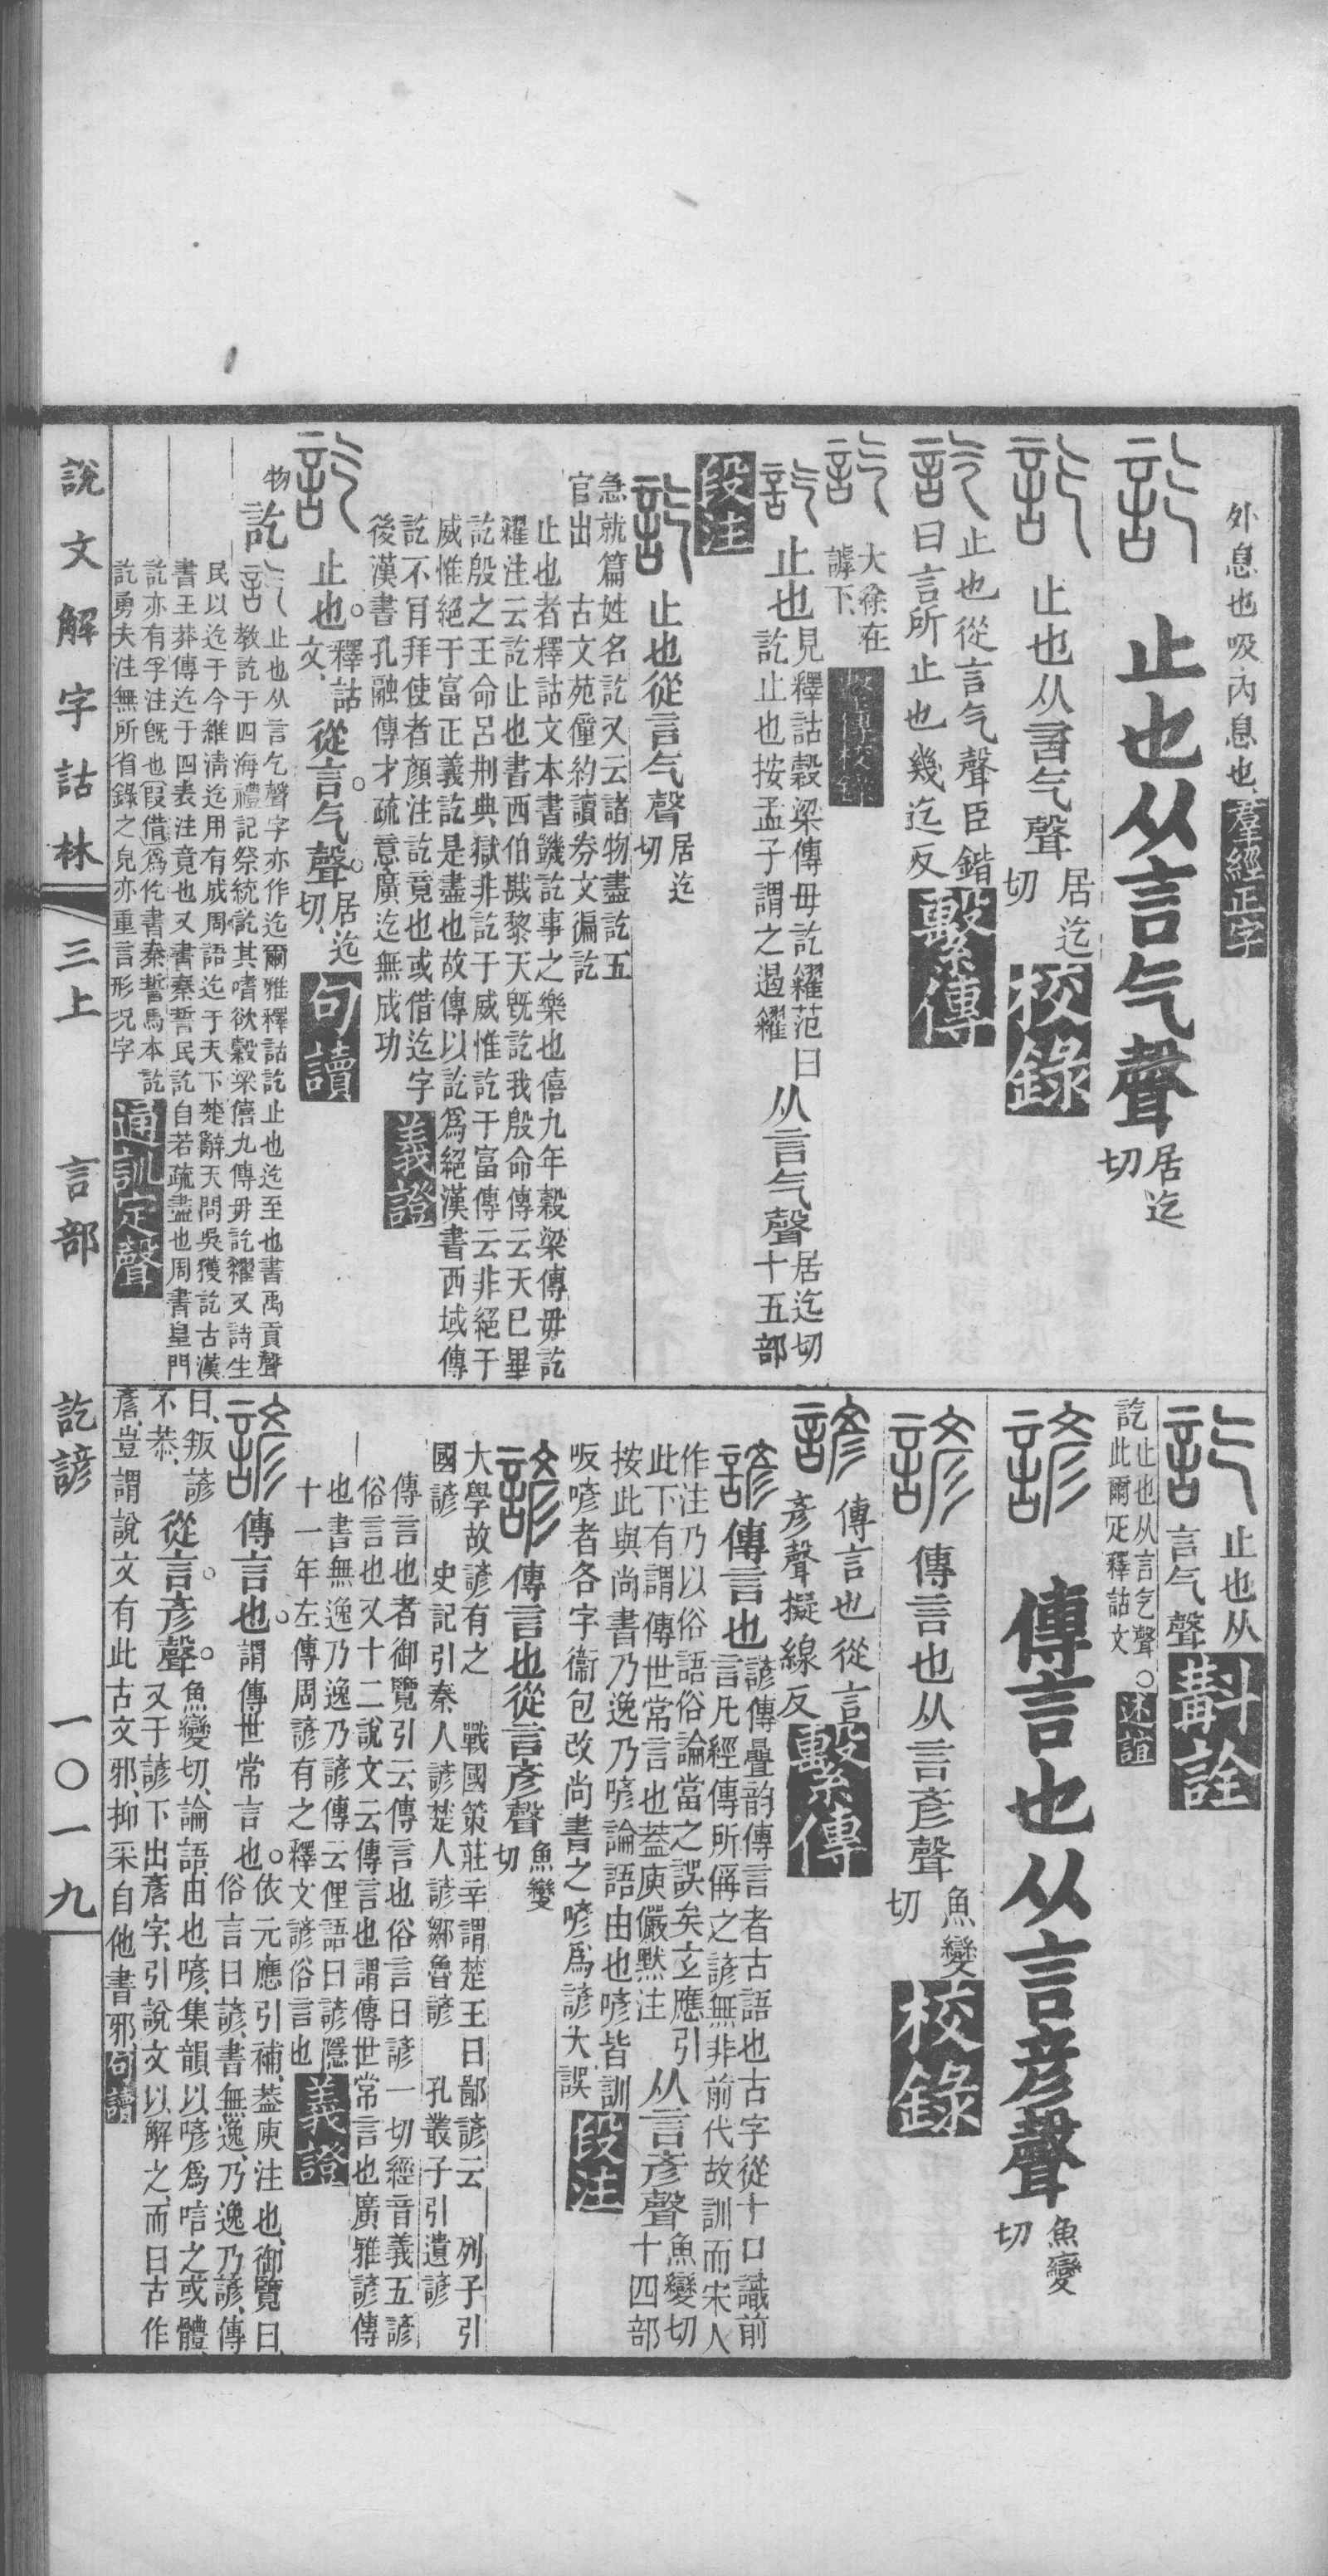 外息也吸內息也、羣經正字
訖 止也从言气聲 居迄切
訖 止也从言气聲 居迄切 校錄
訖 止也從言气聲臣鍇
曰言所止也幾迄反 繫傳
訖 大徐在
謼下、
訖 止也 見釋詁穀梁傳毋訖糴范曰
訖止也按孟子謂之遏糴 从言气聲 居迄切
十五部
段注
訖 止也從言气聲 居迄切
急就篇姓名訖又云諸物盡訖五
官出 古文苑僮約讀券文徧訖
止也者釋詁文本書鐖訖事之樂也僖九年穀梁傳毋訖
糴注云訖止也書西伯戡黎天旣訖我殷命傳云天已畢
訖殷之王命呂刑典獄非訖于威惟訖于富傳云非絕于
威惟絕于富正義訖是盡也故傳以訖爲絕漢書西域傳
訖不肎拜使者顏注訖竟也或借迄字
後漢書孔融傳才疏意廣迄無成功 義證
訖 止也。釋詁文、從言。气聲。居迄切、句讀
物 訖 訖 止也从言乞聲字亦作迄爾雅釋詁訖止也迄至也書禹貢聲
教訖于四海禮記祭統訖其嗜欲穀梁僖九傳毋訖糴又詩生
民以迄于今維淸迄用有成周語迄于天下楚辭天問吳獲訖古漢
書王莽傳迄于四表注竟也又書秦誓民訖自若疏盡也周書皇門
訖亦有孚注旣也叚借爲仡書秦誓馬本訖
訖勇夫注無所省錄之皃亦重言形況字 通訓定聲
訖 止也从
言气聲 斠詮
訖止也从言乞聲○
訖此爾疋釋詁文 述誼
諺 傳言也从言彦聲 魚變切
諺 傳言也从言彥聲 魚變切 校錄
諺 傳言也從言
彥聲擬線反 繫傳
諺 傳言也 諺傳曡韵傳言者古語也古字從十口識前
言凡經傳所偁之諺無非前代故訓而宋人
作注乃以俗語俗論當之誤矣玄應引
此下有謂傳世常言也葢庾儼默注 从言彥聲 魚變切
十四部
按此與尚書乃逸乃喭論語由也喭皆訓
呧喭者各字衞包改尚書之喭爲諺大誤 段注
諺 傳言也從言彥聲 魚變切
大學故諺有之 戰國策莊辛謂楚王曰鄙諺云 列子引
國諺 史記引秦人諺楚人諺鄒魯諺 孔叢子引遺諺
傳言也者御覽引云傳言也俗言曰諺一切經音義五諺
俗言也又十二說文云傳言也謂傳世常言也廣雅諺傳
也書無逸乃逸乃諺傳云俚語曰諺隱
十一年左傳周諺有之釋文諺俗言也 義證
諺 傳言也。謂傳世常言也。依元應引補、葢庾注也、御覽曰、
俗言曰諺、書無逸、乃逸乃諺、傳
曰、叛諺
不恭、從言。彥聲。魚變切、論語、由也喭、集韻以喭爲唁之或體、
又于諺下出喭字、引說文以解之、而曰古作
喭、豈謂說文有此古文邪、抑采自他書邪、句讀
說文解字詁林 三上 言部 訖諺 一〇一九